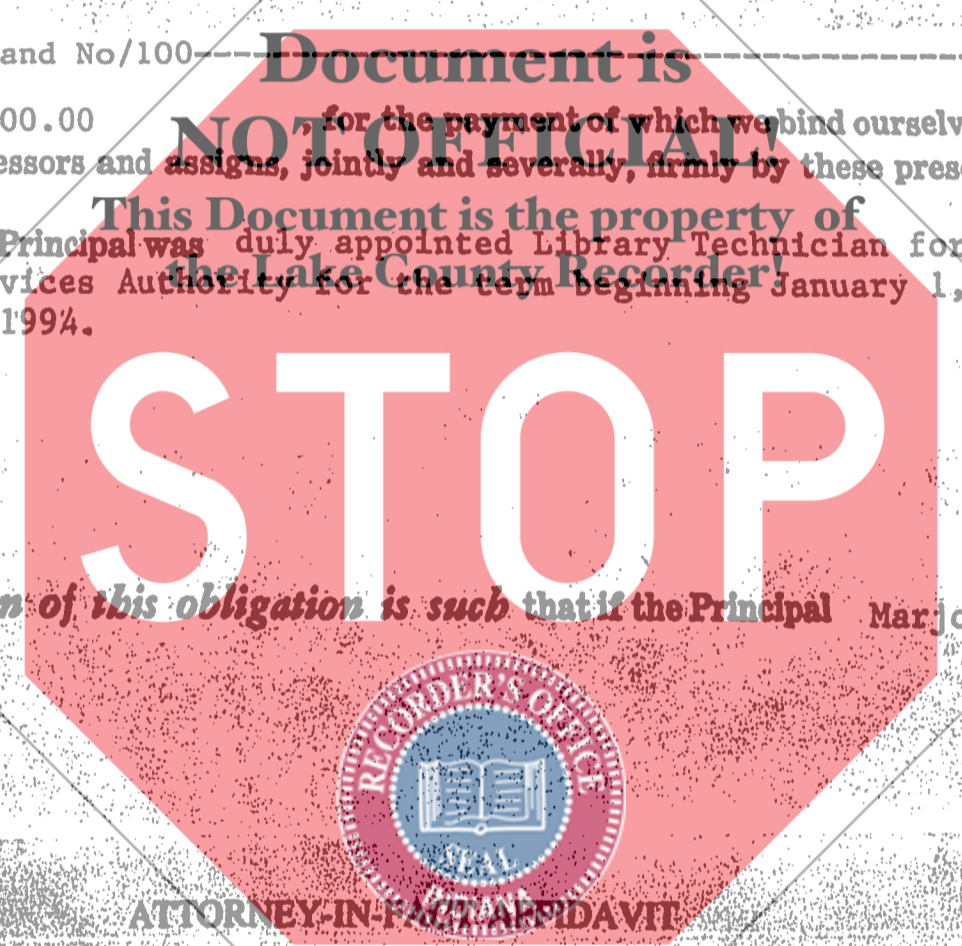 and No/100
Document is
00.00 , for the payment of which we bind ourselv
NOT OFFICIAL!
essors and assigns, jointly and severally, firmly by these pres
This Document is the property of
Principal was duly appointed Library Technician for
the Lake County Recorder!
vices Authority for the term beginning January 1,
1994.
STOP
n of this obligation is such that if the Principal Marjo
RECORDER'S OFFICE
SEAL
INDIANA
ATTORNEY-IN-FACT AFFIDAVIT